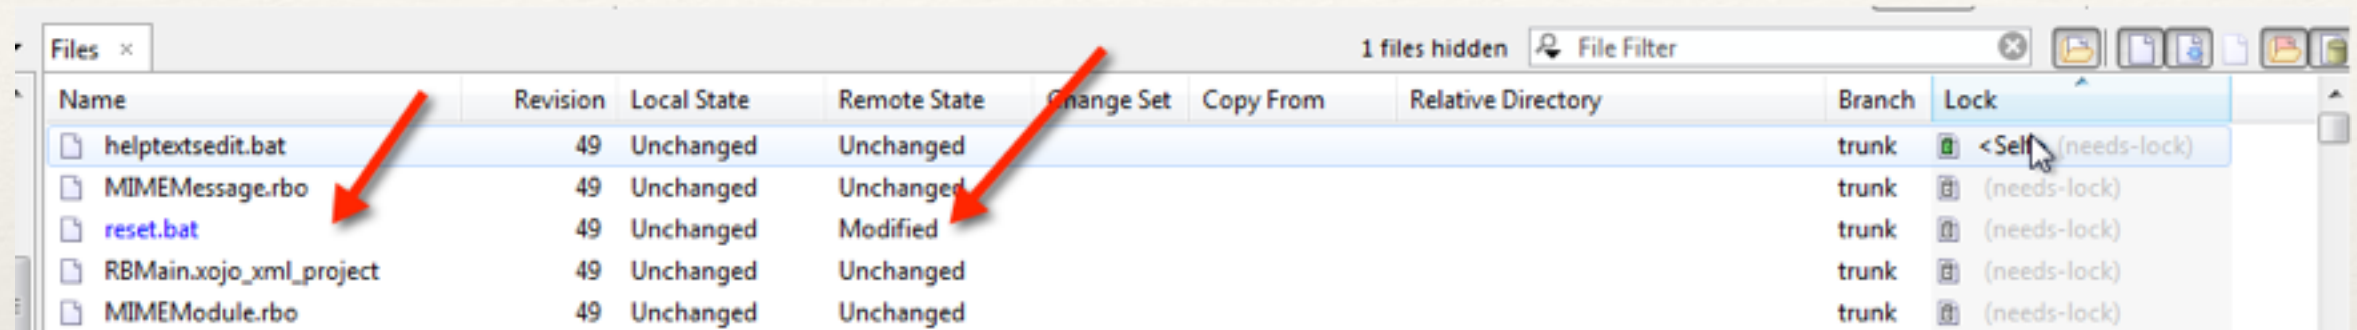 Files × 1 files hidden File Filter
Name Revision Local State Remote State Change Set Copy From Relative Directory Branch Lock
helptextsedit.bat 49 Unchanged Unchanged trunk <Self> (needs-lock)
MIMEMessage.rbo 49 Unchanged Unchanged trunk (needs-lock)
reset.bat 49 Unchanged Modified trunk (needs-lock)
RBMain.xojo_xml_project 49 Unchanged Unchanged trunk (needs-lock)
MIMEModule.rbo 49 Unchanged Unchanged trunk (needs-lock)